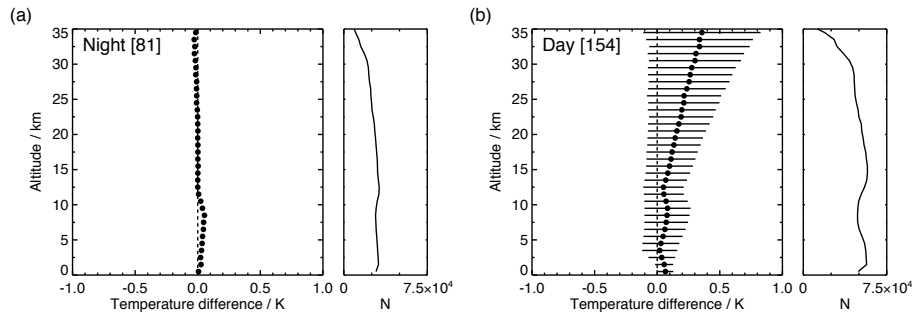 (a)
Night [81]
35
30
25
20
15
10
5
0
Altitude / km
-1.0 -0.5 0.0 0.5 1.0
Temperature difference / K
0 7.5×10⁴
N
(b)
Day [154]
35
30
25
20
15
10
5
0
Altitude / km
-1.0 -0.5 0.0 0.5 1.0
Temperature difference / K
0 7.5×10⁴
N